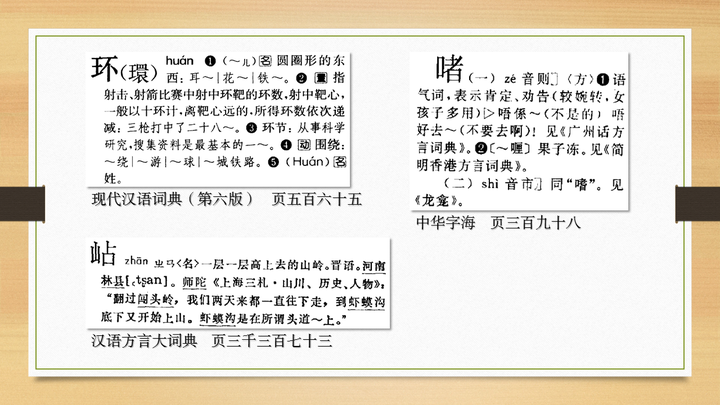 环(環) huán ❶(～儿)名圆圈形的东
西：耳～|花～|铁～。❷量指
射击、射箭比赛中射中环靶的环数，射中靶心，
一般以十环计，离靶心远的，所得环数依次递
减：三枪打中了二十八～。❸环节：从事科学
研究，搜集资料是最基本的一～。❹动围绕：
～绕|～游|～球|～城铁路。❺(Huán)名
姓。
现代汉语词典（第六版） 页五百六十五
啫 (一) zé 音则〗〈方〉❶语
气词，表示肯定、劝告(较婉转，女
孩子多用)▷唔係～(不是的)│唔
好去～(不要去啊)！见《广州话方
言词典》。❷〔～喱〕果子冻。见《简
明香港方言词典》。
(二) shì 音市〗同“嗜”。见
《龙龛》。
中华字海 页三百九十八
岾 zhān ㄓㄢ<名>一层一层高上去的山岭。晋语。河南
林县[꜀tʂan]。师陀《上海三札·山川、历史、人物》：
“翻过闯头岭，我们两天来都一直往下走，到虾蟆沟
底下又开始上山。虾蟆沟是在所谓头道～上。”
汉语方言大词典 页三千三百七十三